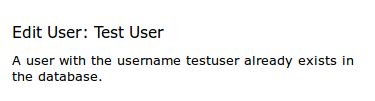 Edit User: Test User
A user with the username testuser already exists in
the database.